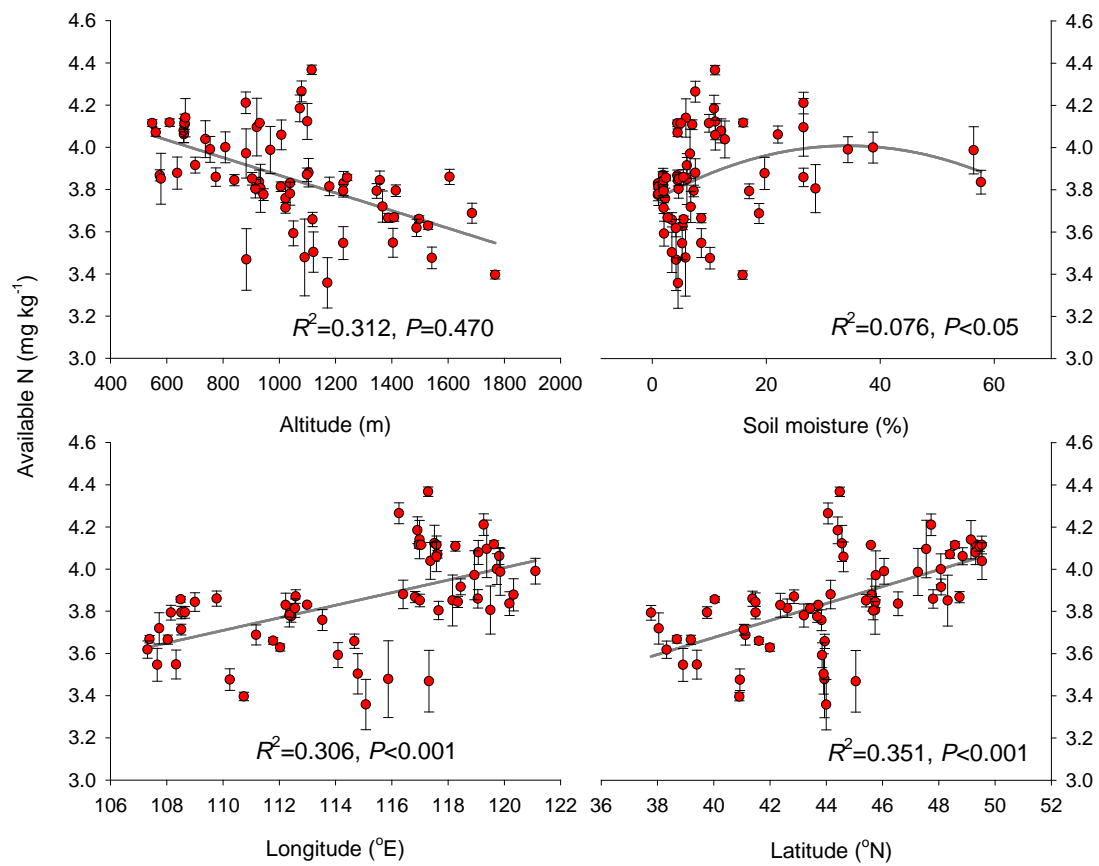 Available N (mg kg-1)
4.6
4.4
4.2
4.0
3.8
3.6
3.4
3.2
3.0
R2=0.312, P=0.470
400 600 800 1000 1200 1400 1600 1800 2000
Altitude (m)
R2=0.076, P<0.05
0 20 40 60
Soil moisture (%)
4.6
4.4
4.2
4.0
3.8
3.6
3.4
3.2
3.0
4.6
4.4
4.2
4.0
3.8
3.6
3.4
3.2
3.0
R2=0.306, P<0.001
106 108 110 112 114 116 118 120 122
Longitude (oE)
R2=0.351, P<0.001
36 38 40 42 44 46 48 50 52
Latitude (oN)
4.6
4.4
4.2
4.0
3.8
3.6
3.4
3.2
3.0